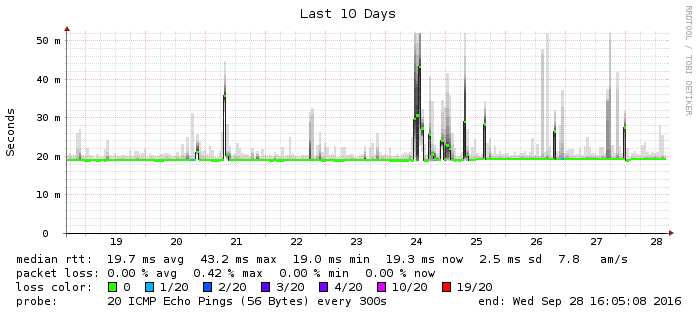 Last 10 Days
RRDTOOL / TOBI OETIKER
Seconds
50 m
40 m
30 m
20 m
10 m
0
19 20 21 22 23 24 25 26 27 28
median rtt: 19.7 ms avg 43.2 ms max 19.0 ms min 19.3 ms now 2.5 ms sd 7.8 am/s
packet loss: 0.00 % avg 0.42 % max 0.00 % min 0.00 % now
loss color: 0 1/20 2/20 3/20 4/20 10/20 19/20
probe: 20 ICMP Echo Pings (56 Bytes) every 300s end: Wed Sep 28 16:05:08 2016